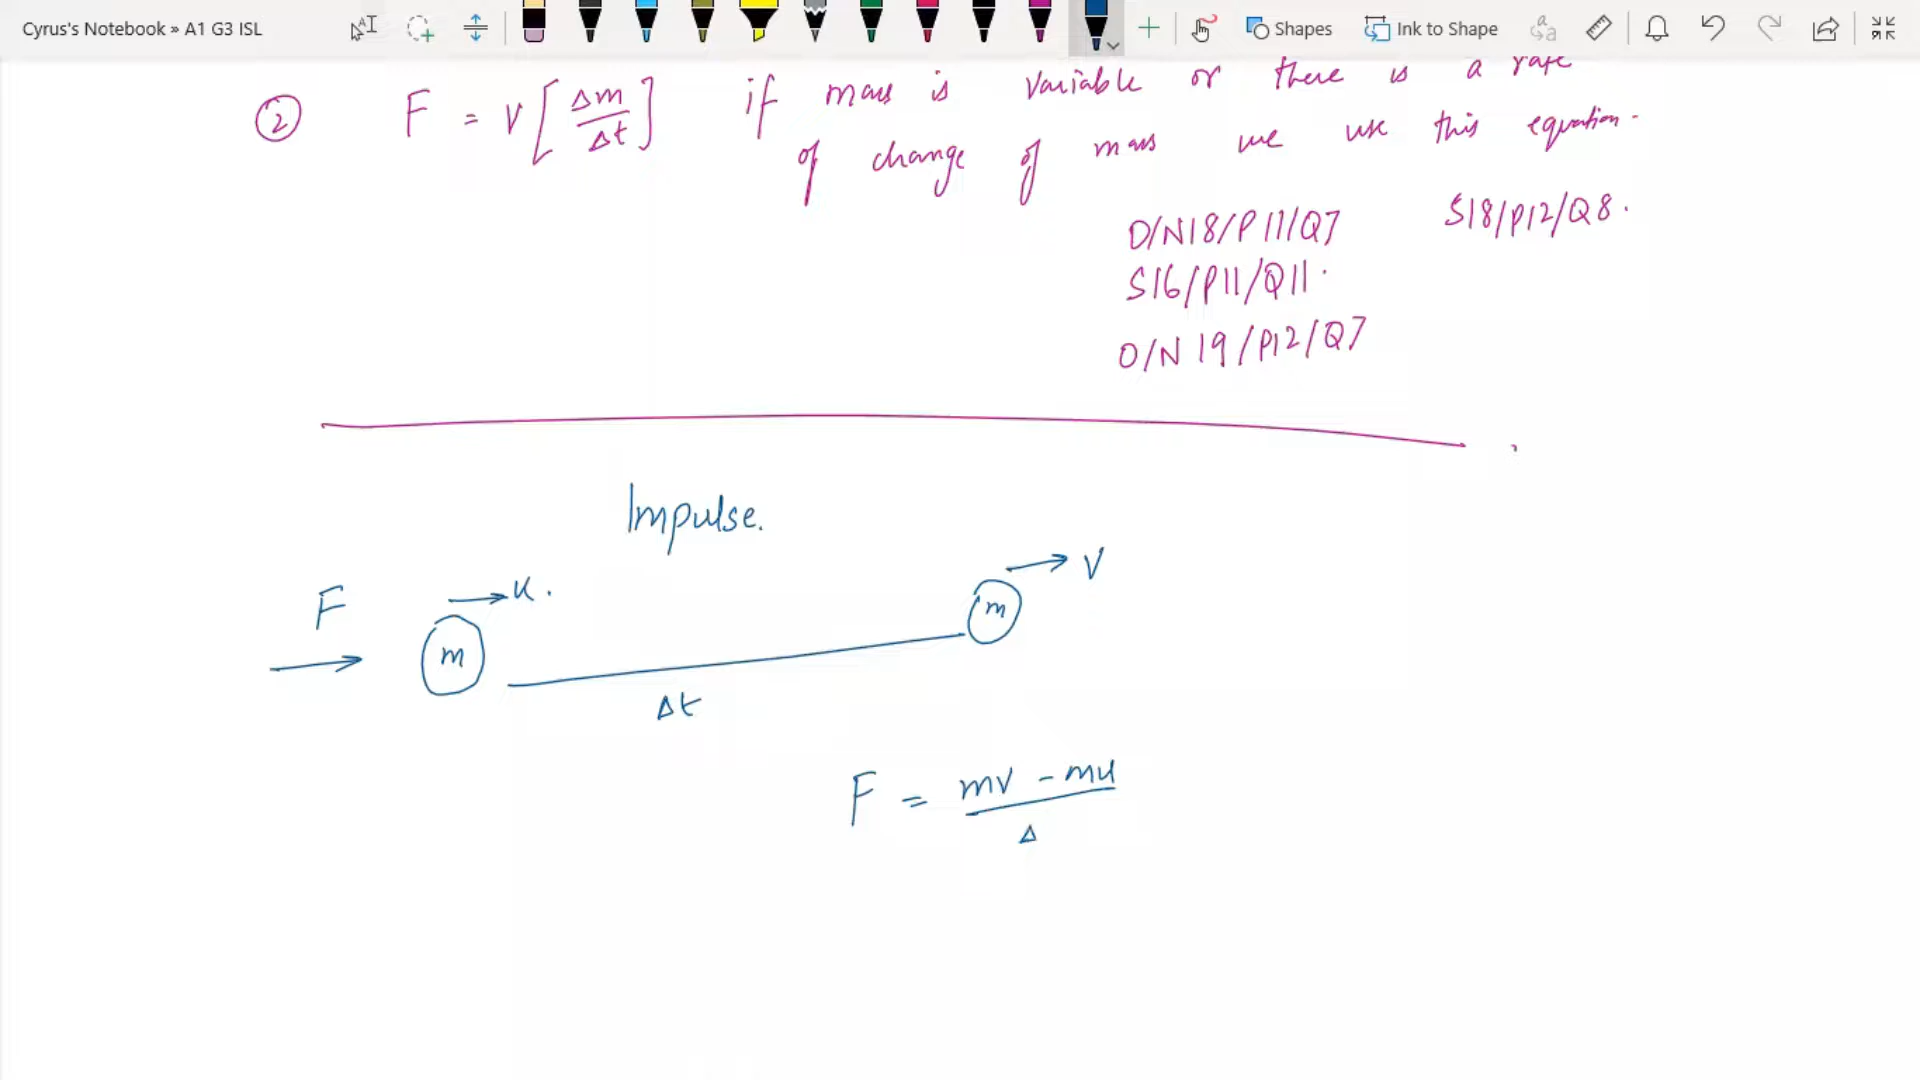 Cyrus's Notebook » A1 G3 ISL
Shapes
Ink to Shape
② F = V[Δm/Δt] if mass is variable or there is a rate
of change of mass we use this equation.
O/N18/P11/Q7 S18/P12/Q8.
S16/P11/Q11.
O/N 19/P12/Q7
Impulse.
F → u. → V
m m
Δt
F = mv - mu
Δ